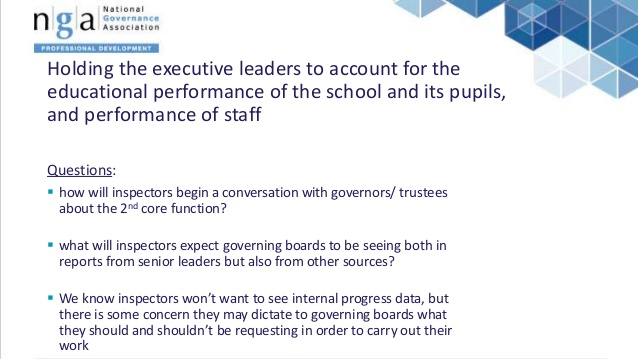 nga National
Governance
Association
PROFESSIONAL DEVELOPMENT
Holding the executive leaders to account for the
educational performance of the school and its pupils,
and performance of staff
Questions:
▪ how will inspectors begin a conversation with governors/ trustees
about the 2nd core function?
▪ what will inspectors expect governing boards to be seeing both in
reports from senior leaders but also from other sources?
▪ We know inspectors won’t want to see internal progress data, but
there is some concern they may dictate to governing boards what
they should and shouldn’t be requesting in order to carry out their
work